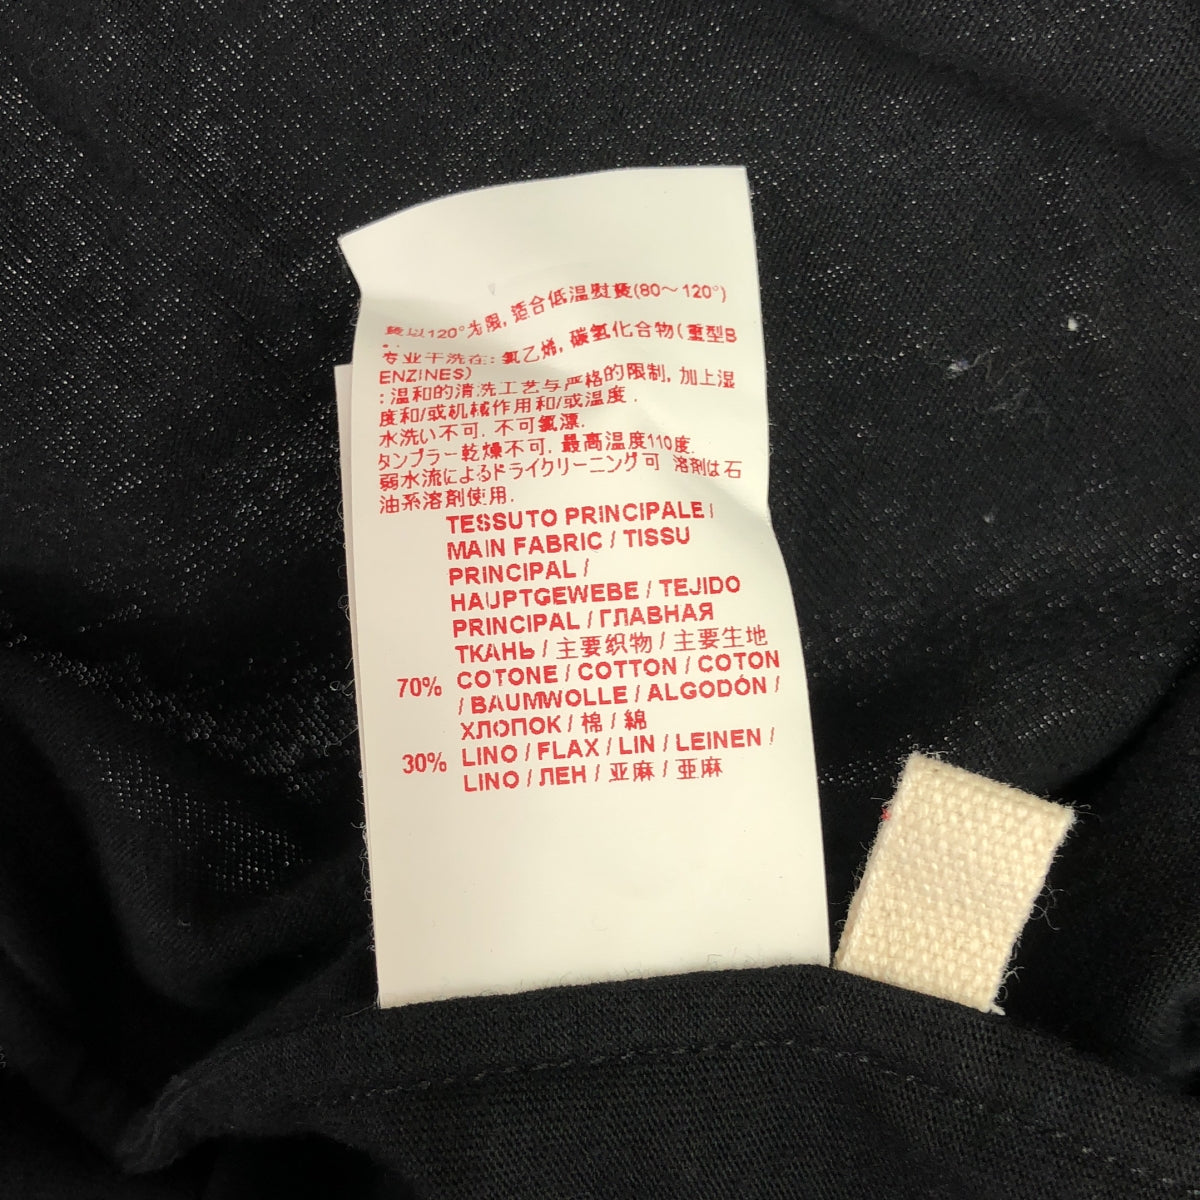 烫以120°为限, 适合低温熨烫(80～120°)
专业干洗在: 氯乙烯, 碳氢化合物(重型B
ENZINES)
: 温和的清洗工艺与严格的限制, 加上湿
度和/或机械作用和/或温度 .
水洗い不可. 不可氯漂.
タンブラー乾燥不可. 最高温度110度.
弱水流によるドライクリーニング可 溶剤は石
油系溶剤使用.
TESSUTO PRINCIPALE /
MAIN FABRIC / TISSU
PRINCIPAL /
HAUPTGEWEBE / TEJIDO
PRINCIPAL / ГЛАВНАЯ
ТКАНЬ / 主要织物 / 主要生地
70% COTONE / COTTON / COTON
/ BAUMWOLLE / ALGODÓN /
ХЛОПОК / 棉 / 綿
30% LINO / FLAX / LIN / LEINEN /
LINO / ЛЕН / 亚麻 / 亜麻